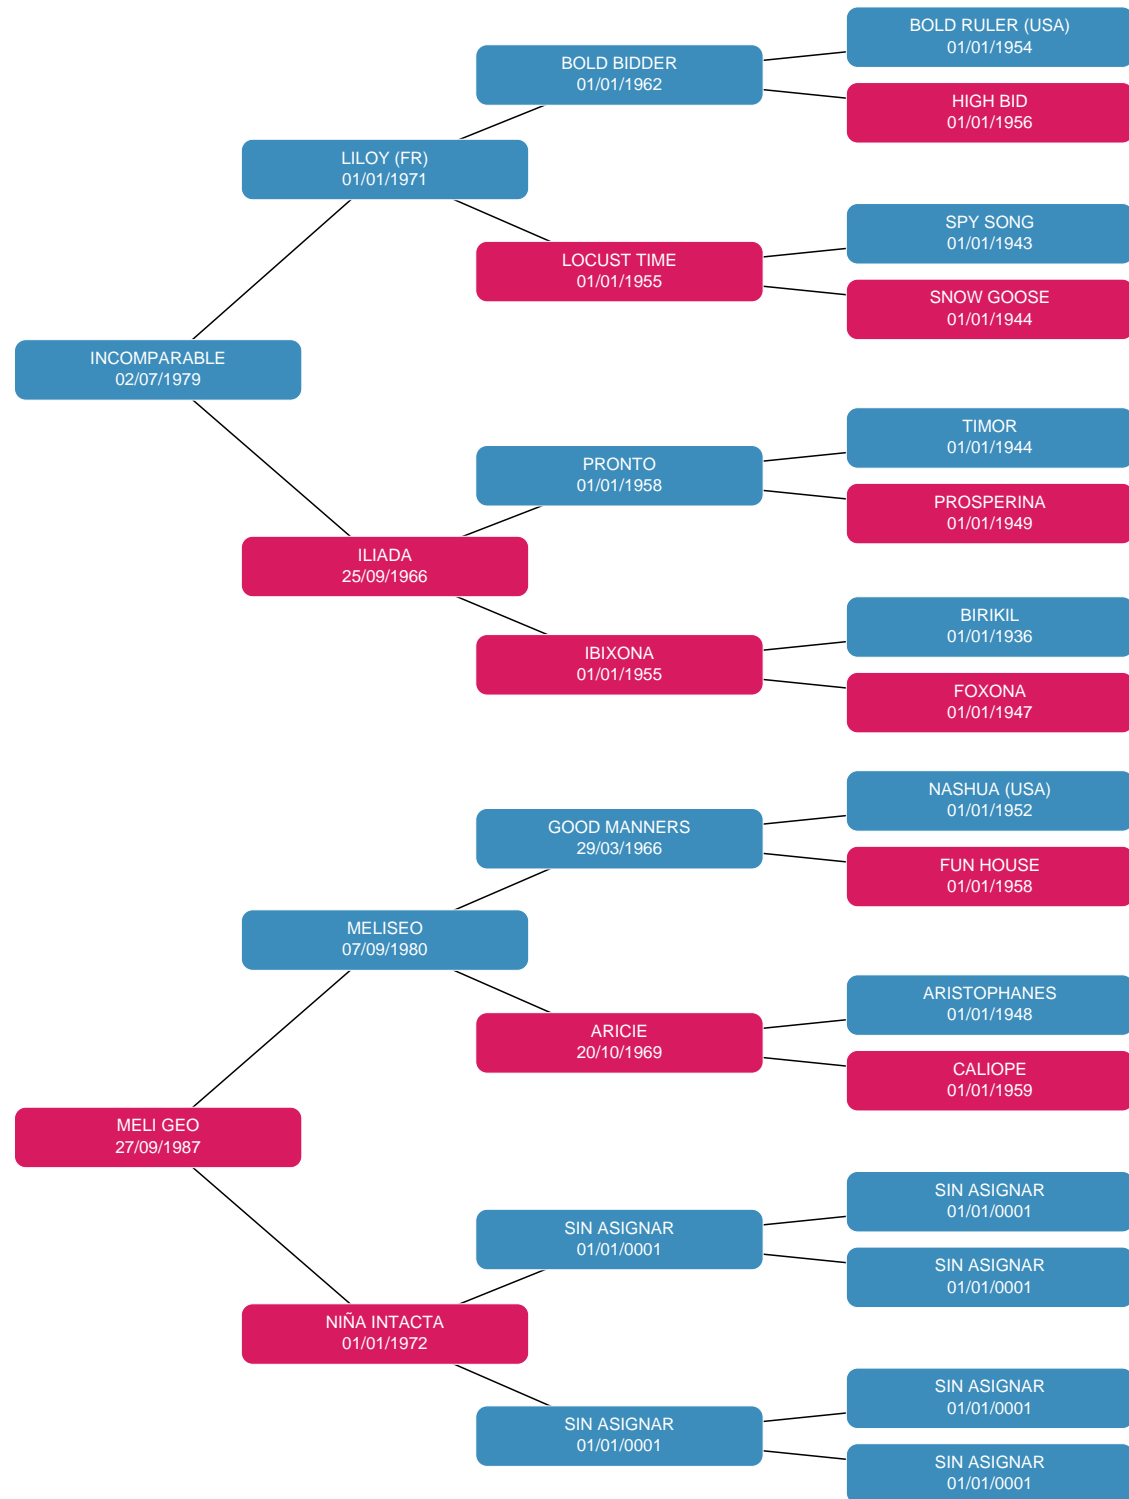 BOLD RULER (USA)
01/01/1954
BOLD BIDDER
01/01/1962
HIGH BID
01/01/1956
LILOY (FR)
01/01/1971
SPY SONG
01/01/1943
LOCUST TIME
01/01/1955
SNOW GOOSE
01/01/1944
INCOMPARABLE
02/07/1979
TIMOR
01/01/1944
PRONTO
01/01/1958
PROSPERINA
01/01/1949
ILIADA
25/09/1966
BIRIKIL
01/01/1936
IBIXONA
01/01/1955
FOXONA
01/01/1947
NASHUA (USA)
01/01/1952
GOOD MANNERS
29/03/1966
FUN HOUSE
01/01/1958
MELISEO
07/09/1980
ARISTOPHANES
01/01/1948
ARICIE
20/10/1969
CALIOPE
01/01/1959
MELI GEO
27/09/1987
SIN ASIGNAR
01/01/0001
SIN ASIGNAR
01/01/0001
SIN ASIGNAR
01/01/0001
NIÑA INTACTA
01/01/1972
SIN ASIGNAR
01/01/0001
SIN ASIGNAR
01/01/0001
SIN ASIGNAR
01/01/0001